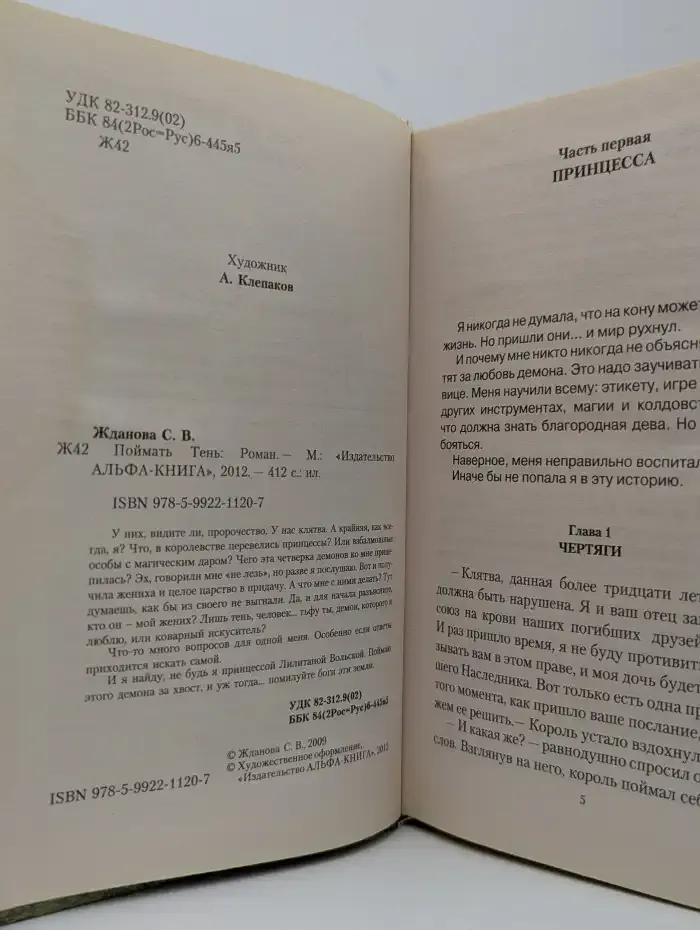 УДК 82-312.9(02)
ББК 84(2Рос=Рус)6-445я5
Ж42
Художник
А. Клепаков
Жданова С. В.
Ж42 Поймать Тень: Роман. — М.: «Издательство
АЛЬФА-КНИГА», 2012. — 412 с.: ил.
ISBN 978-5-9922-1120-7
У них, видите ли, пророчество. У нас клятва. А крайняя, как все-
гда, я? Что, в королевстве перевелись принцессы? Или взбалмошные
особы с магическим даром? Чего эта четверка демонов ко мне прице-
пилась? Эх, говорили мне «не лезь», но разве я послушаю. Вот и полу-
чила жениха и целое царство в придачу. А что мне с ними делать? Тут
думаешь, как бы из своего не выгнали. Да, и для начала разъясните,
кто он — мой жених? Лишь тень, человек... тьфу ты, демон, которого я
люблю, или коварный искуситель?
Что-то много вопросов для одной меня. Особенно если ответы
приходится искать самой.
И я найду, не будь я принцессой Лилитаной Вольской. Поймаю
этого демона за хвост, и уж тогда... помилуйте боги эти земли.
УДК 82-312.9(02)
ББК 84(2Рос=Рус)6-445я5
© Жданова С. В., 2009
© Художественное оформление,
«Издательство АЛЬФА-КНИГА», 2012
ISBN 978-5-9922-1120-7
Часть первая
ПРИНЦЕССА
Я никогда не думала, что на кону может
жизнь. Но пришли они... и мир рухнул.
И почему мне никто никогда не объясн
тят за любовь демона. Это надо заучивать
вице. Меня научили всему: этикету, игре
других инструментах, магии и колдовст
что должна знать благородная дева. Но
бояться.
Наверное, меня неправильно воспитал
Иначе бы не попала я в эту историю.
Глава 1
ЧЕРТЯГИ
– Клятва, данная более тридцати лет
должна быть нарушена. Я и ваш отец за
союз на крови наших погибших друзей
И раз пришло время, я не буду противит
зывать вам в этом праве, и моя дочь будет
шего Наследника. Вот только есть одна пр
того момента, как пришло ваше послание,
жем ее решить.— Король устало вздохнул
– И какая же? — равнодушно спросил о
слов. Взглянув на него, король поймал себ
5